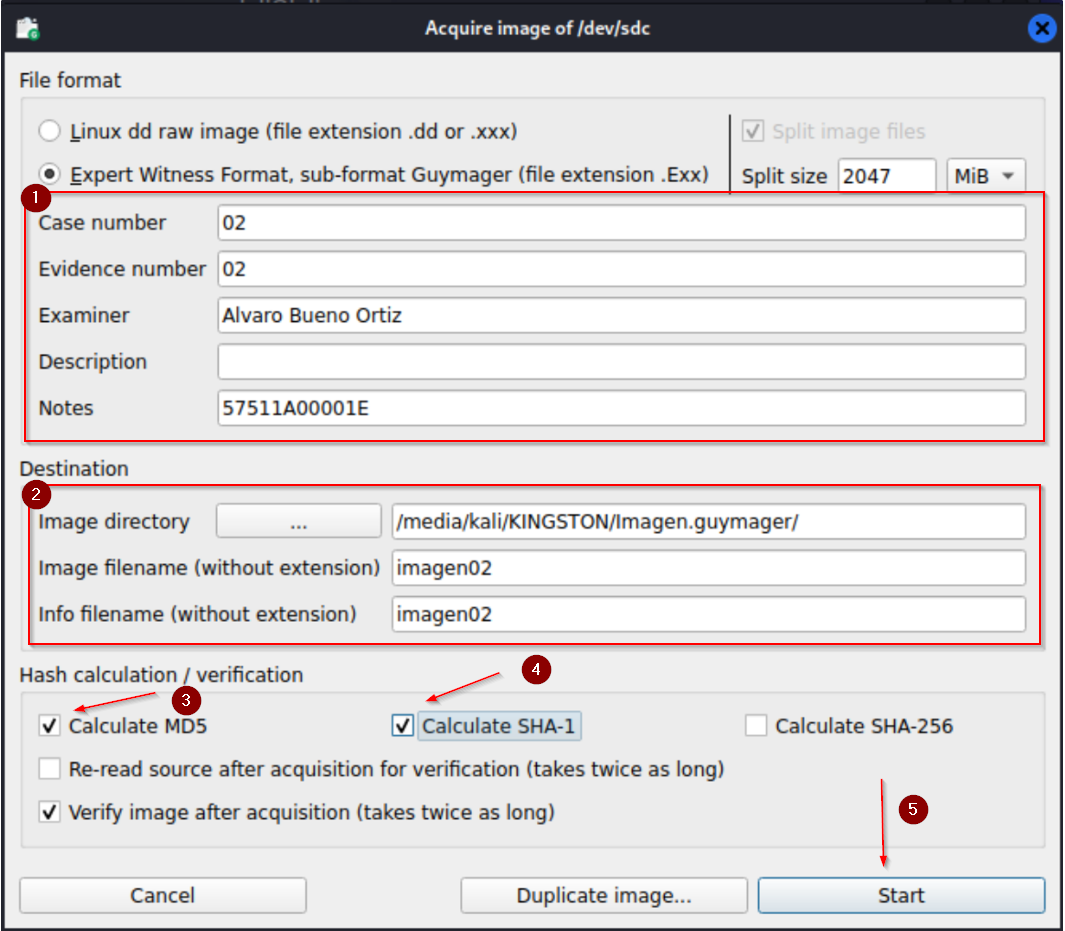 Acquire image of /dev/sdc
File format
Linux dd raw image (file extension .dd or .xxx)
Split image files
Expert Witness Format, sub-format Guymager (file extension .Exx)
Split size 2047 MiB
1
Case number 02
Evidence number 02
Examiner Alvaro Bueno Ortiz
Description
Notes 57511A00001E
Destination
2
Image directory ... /media/kali/KINGSTON/Imagen.guymager/
Image filename (without extension) imagen02
Info filename (without extension) imagen02
Hash calculation / verification
3
4
Calculate MD5 Calculate SHA-1 Calculate SHA-256
Re-read source after acquisition for verification (takes twice as long)
Verify image after acquisition (takes twice as long)
5
Cancel Duplicate image... Start